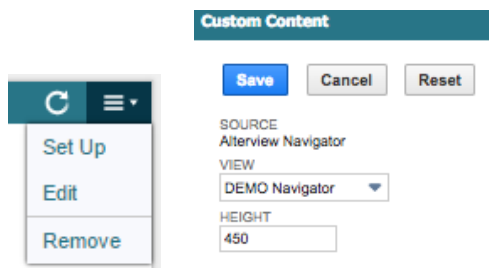 Custom Content
Save Cancel Reset
SOURCE
Alterview Navigator
VIEW
DEMO Navigator
HEIGHT
450
Set Up
Edit
Remove